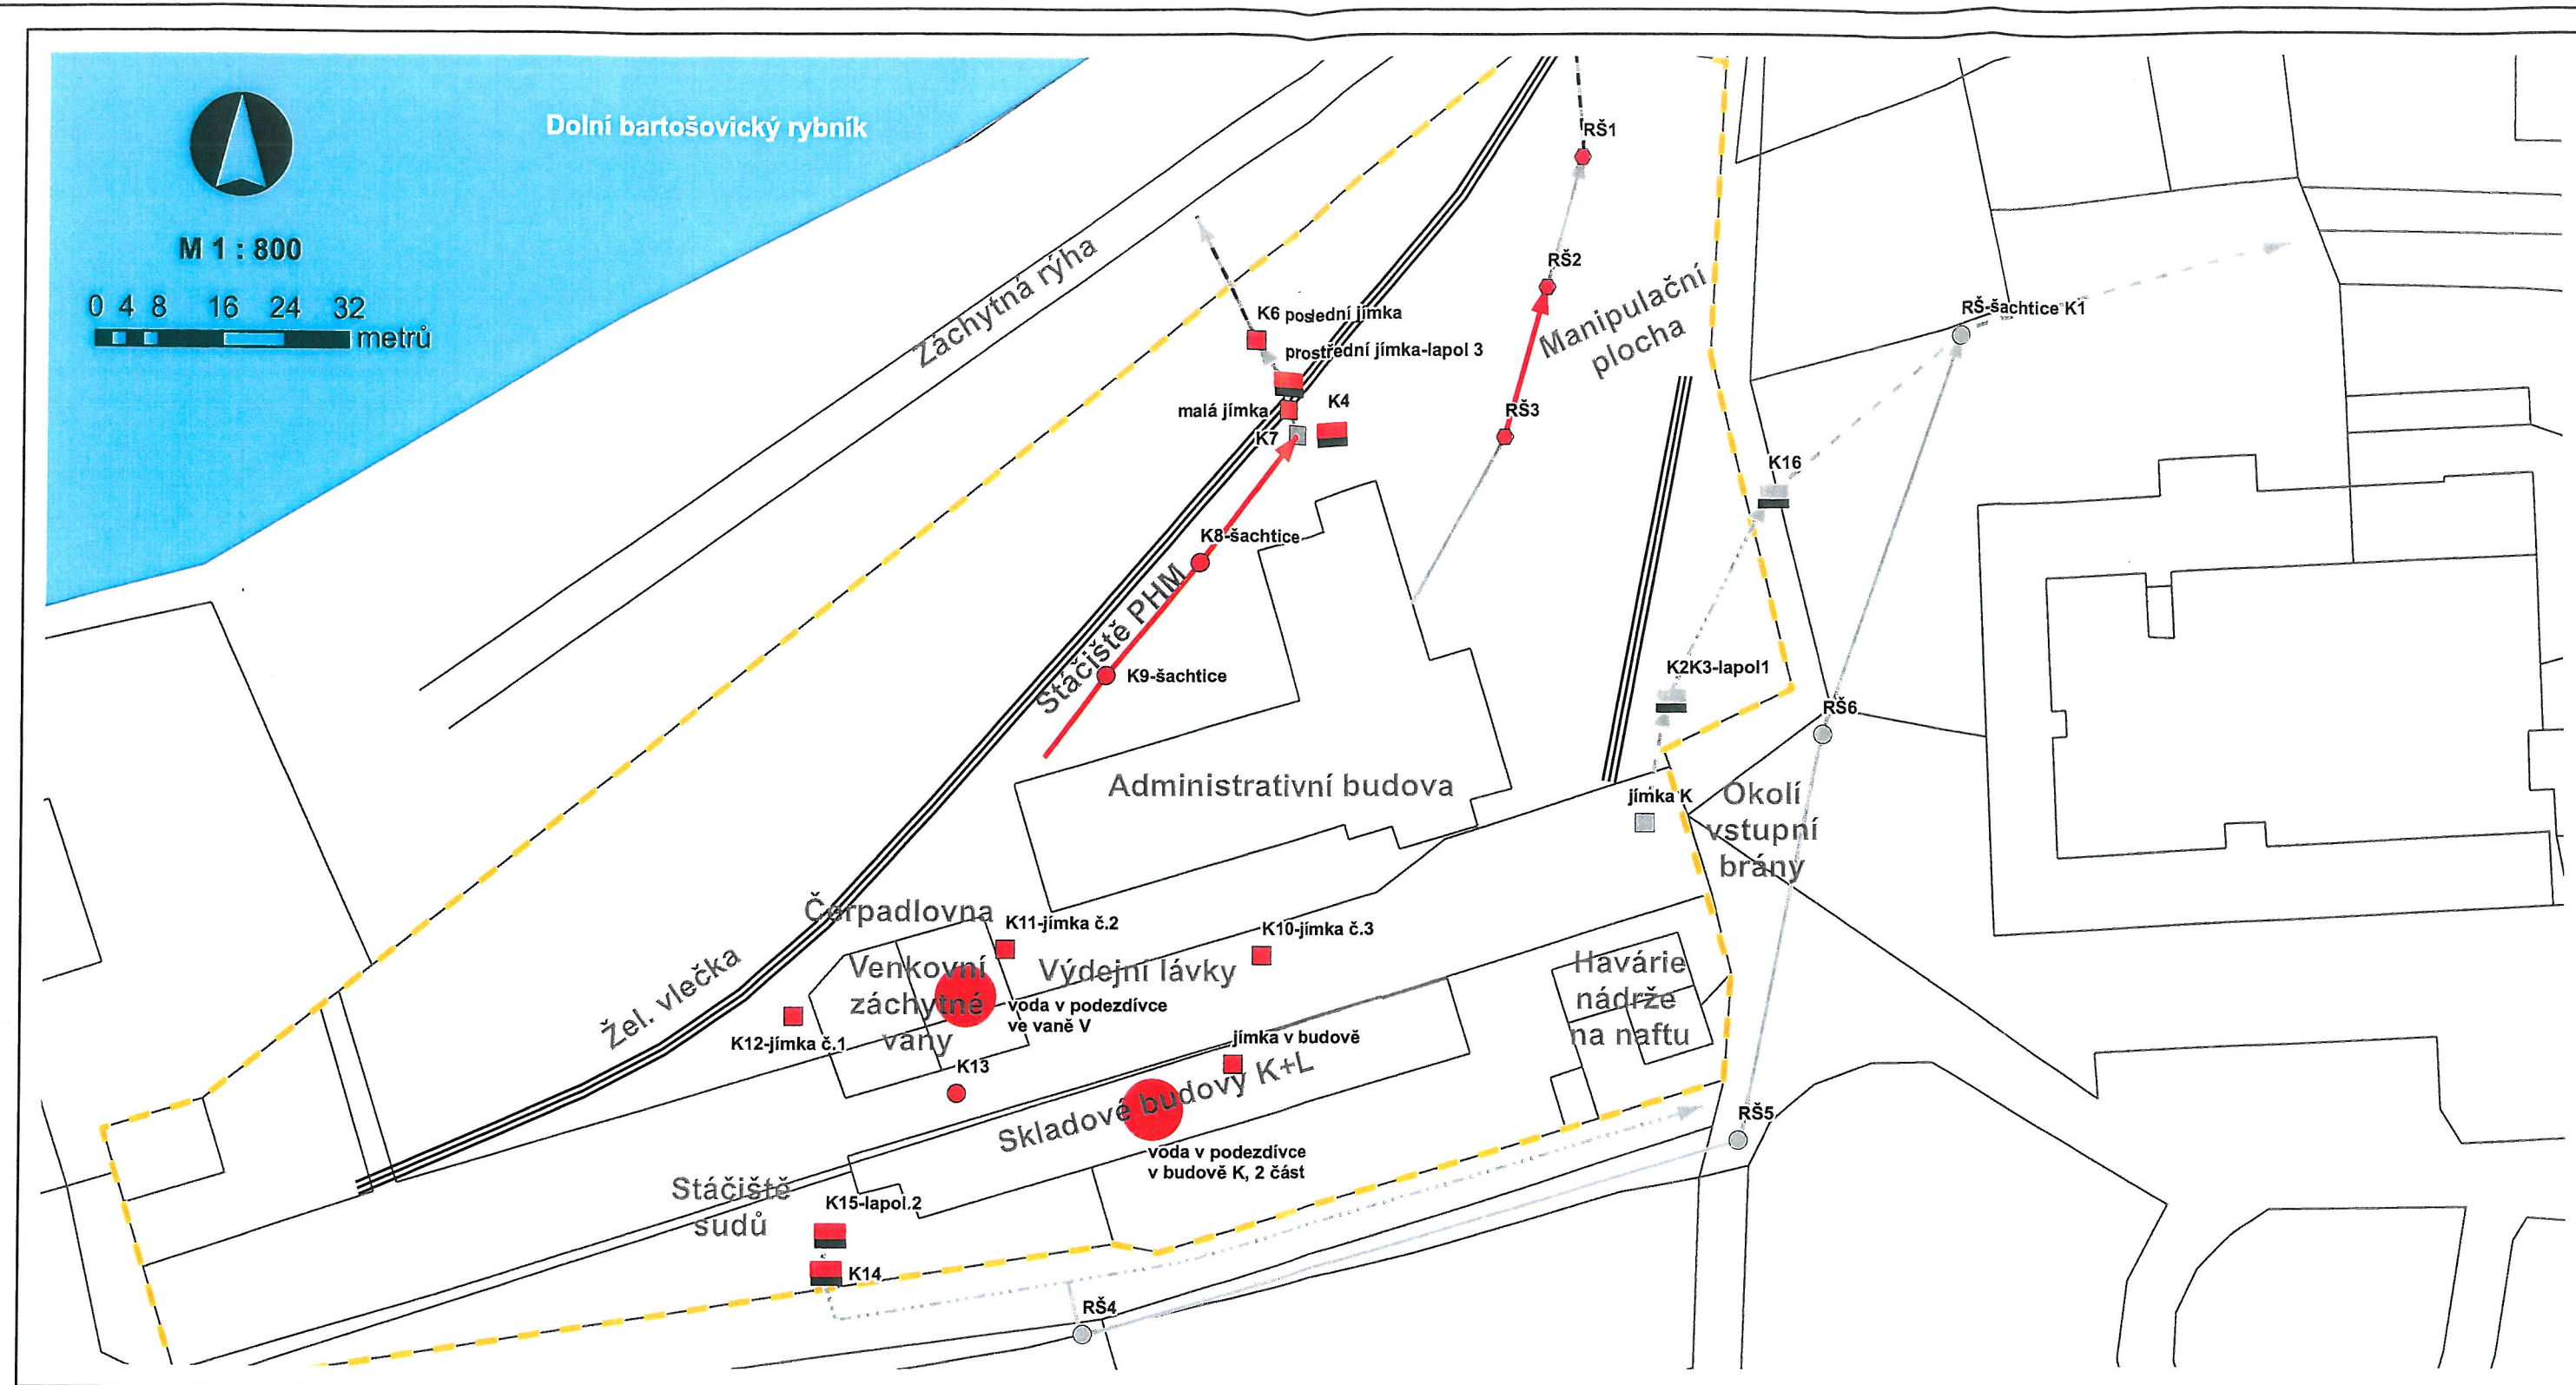 Dolní bartošovický rybník
M 1 : 800
0 4 8 16 24 32
metrů
Záchytná rýha
RŠ1
RŠ2
Manipulační
plocha
RŠ3
K6 poslední jímka
prostřední jímka-lapol 3
malá jímka
K4
K7
RŠ-šachtice K1
K16
K8-šachtice
Stáčiště PHM
K9-šachtice
K2K3-lapol1
RŠ6
Administrativní budova
jímka K
Okolí
vstupní
brány
Čerpadlovna
K11-jímka č.2
K10-jímka č.3
Žel. vlečka
Venkovní
záchytné
vany
Výdejní lávky
Havárie
nádrže
na naftu
voda v podezdívce
ve vaně V
K12-jímka č.1
jímka v budově
K13
Skladové budovy K+L
RŠ5
voda v podezdívce
v budově K, 2 část
Stáčiště
sudů
K15-lapol.2
K14
RŠ4